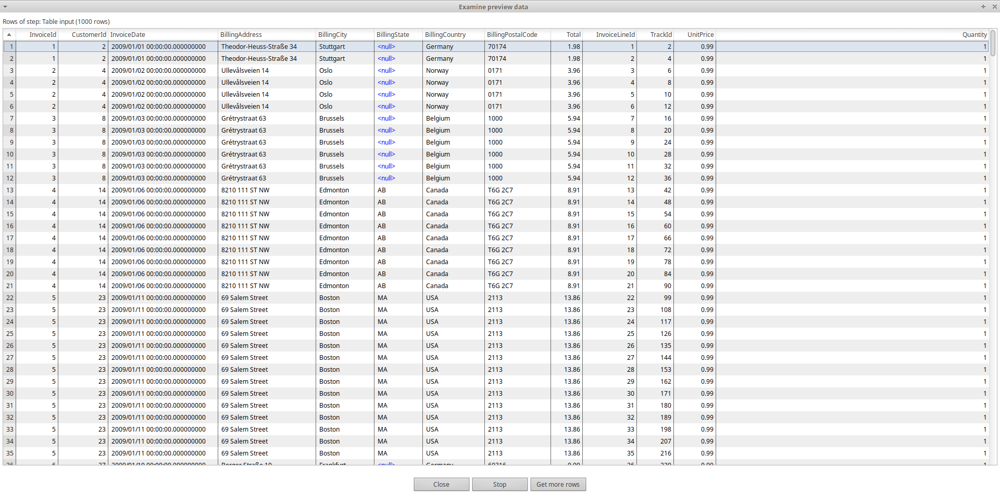 Examine preview data
Rows of step: Table input (1000 rows)
InvoiceId CustomerId InvoiceDate BillingAddress BillingCity BillingState BillingCountry BillingPostalCode Total InvoiceLineId TrackId UnitPrice Quantity
1 1 2 2009/01/01 00:00:00.000000000 Theodor-Heuss-Straße 34 Stuttgart <null> Germany 70174 1.98 1 2 0.99 1
2 1 2 2009/01/01 00:00:00.000000000 Theodor-Heuss-Straße 34 Stuttgart <null> Germany 70174 1.98 2 4 0.99 1
3 2 4 2009/01/02 00:00:00.000000000 Ullevålsveien 14 Oslo <null> Norway 0171 3.96 3 6 0.99 1
4 2 4 2009/01/02 00:00:00.000000000 Ullevålsveien 14 Oslo <null> Norway 0171 3.96 4 8 0.99 1
5 2 4 2009/01/02 00:00:00.000000000 Ullevålsveien 14 Oslo <null> Norway 0171 3.96 5 10 0.99 1
6 2 4 2009/01/02 00:00:00.000000000 Ullevålsveien 14 Oslo <null> Norway 0171 3.96 6 12 0.99 1
7 3 8 2009/01/03 00:00:00.000000000 Grétrystraat 63 Brussels <null> Belgium 1000 5.94 7 16 0.99 1
8 3 8 2009/01/03 00:00:00.000000000 Grétrystraat 63 Brussels <null> Belgium 1000 5.94 8 20 0.99 1
9 3 8 2009/01/03 00:00:00.000000000 Grétrystraat 63 Brussels <null> Belgium 1000 5.94 9 24 0.99 1
10 3 8 2009/01/03 00:00:00.000000000 Grétrystraat 63 Brussels <null> Belgium 1000 5.94 10 28 0.99 1
11 3 8 2009/01/03 00:00:00.000000000 Grétrystraat 63 Brussels <null> Belgium 1000 5.94 11 32 0.99 1
12 3 8 2009/01/03 00:00:00.000000000 Grétrystraat 63 Brussels <null> Belgium 1000 5.94 12 36 0.99 1
13 4 14 2009/01/06 00:00:00.000000000 8210 111 ST NW Edmonton AB Canada T6G 2C7 8.91 13 42 0.99 1
14 4 14 2009/01/06 00:00:00.000000000 8210 111 ST NW Edmonton AB Canada T6G 2C7 8.91 14 48 0.99 1
15 4 14 2009/01/06 00:00:00.000000000 8210 111 ST NW Edmonton AB Canada T6G 2C7 8.91 15 54 0.99 1
16 4 14 2009/01/06 00:00:00.000000000 8210 111 ST NW Edmonton AB Canada T6G 2C7 8.91 16 60 0.99 1
17 4 14 2009/01/06 00:00:00.000000000 8210 111 ST NW Edmonton AB Canada T6G 2C7 8.91 17 66 0.99 1
18 4 14 2009/01/06 00:00:00.000000000 8210 111 ST NW Edmonton AB Canada T6G 2C7 8.91 18 72 0.99 1
19 4 14 2009/01/06 00:00:00.000000000 8210 111 ST NW Edmonton AB Canada T6G 2C7 8.91 19 78 0.99 1
20 4 14 2009/01/06 00:00:00.000000000 8210 111 ST NW Edmonton AB Canada T6G 2C7 8.91 20 84 0.99 1
21 4 14 2009/01/06 00:00:00.000000000 8210 111 ST NW Edmonton AB Canada T6G 2C7 8.91 21 90 0.99 1
22 5 23 2009/01/11 00:00:00.000000000 69 Salem Street Boston MA USA 2113 13.86 22 99 0.99 1
23 5 23 2009/01/11 00:00:00.000000000 69 Salem Street Boston MA USA 2113 13.86 23 108 0.99 1
24 5 23 2009/01/11 00:00:00.000000000 69 Salem Street Boston MA USA 2113 13.86 24 117 0.99 1
25 5 23 2009/01/11 00:00:00.000000000 69 Salem Street Boston MA USA 2113 13.86 25 126 0.99 1
26 5 23 2009/01/11 00:00:00.000000000 69 Salem Street Boston MA USA 2113 13.86 26 135 0.99 1
27 5 23 2009/01/11 00:00:00.000000000 69 Salem Street Boston MA USA 2113 13.86 27 144 0.99 1
28 5 23 2009/01/11 00:00:00.000000000 69 Salem Street Boston MA USA 2113 13.86 28 153 0.99 1
29 5 23 2009/01/11 00:00:00.000000000 69 Salem Street Boston MA USA 2113 13.86 29 162 0.99 1
30 5 23 2009/01/11 00:00:00.000000000 69 Salem Street Boston MA USA 2113 13.86 30 171 0.99 1
31 5 23 2009/01/11 00:00:00.000000000 69 Salem Street Boston MA USA 2113 13.86 31 180 0.99 1
32 5 23 2009/01/11 00:00:00.000000000 69 Salem Street Boston MA USA 2113 13.86 32 189 0.99 1
33 5 23 2009/01/11 00:00:00.000000000 69 Salem Street Boston MA USA 2113 13.86 33 198 0.99 1
34 5 23 2009/01/11 00:00:00.000000000 69 Salem Street Boston MA USA 2113 13.86 34 207 0.99 1
35 5 23 2009/01/11 00:00:00.000000000 69 Salem Street Boston MA USA 2113 13.86 35 216 0.99 1
Close Stop Get more rows